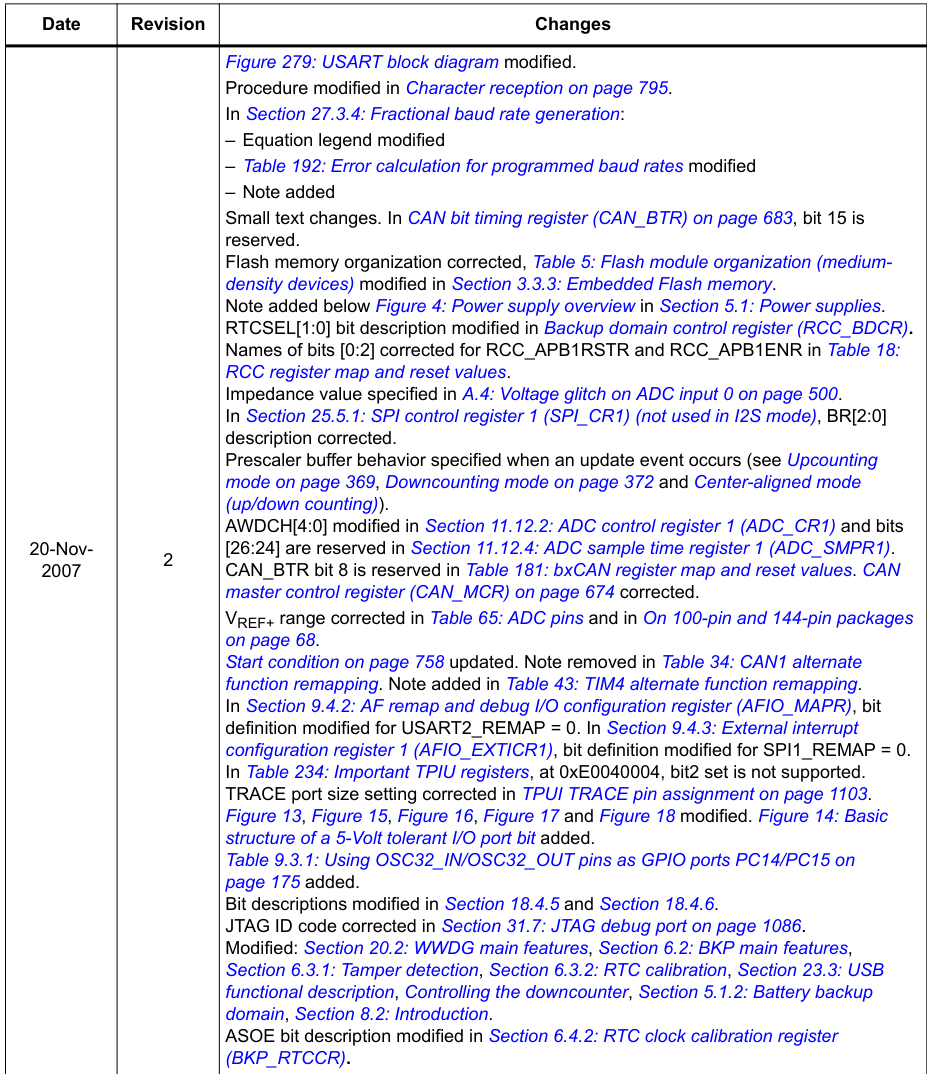 Date Revision Changes
Figure 279: USART block diagram modified.
Procedure modified in Character reception on page 795.
In Section 27.3.4: Fractional baud rate generation:
– Equation legend modified
– Table 192: Error calculation for programmed baud rates modified
– Note added
Small text changes. In CAN bit timing register (CAN_BTR) on page 683, bit 15 is
reserved.
Flash memory organization corrected, Table 5: Flash module organization (medium-
density devices) modified in Section 3.3.3: Embedded Flash memory.
Note added below Figure 4: Power supply overview in Section 5.1: Power supplies.
RTCSEL[1:0] bit description modified in Backup domain control register (RCC_BDCR).
Names of bits [0:2] corrected for RCC_APB1RSTR and RCC_APB1ENR in Table 18:
RCC register map and reset values.
Impedance value specified in A.4: Voltage glitch on ADC input 0 on page 500.
In Section 25.5.1: SPI control register 1 (SPI_CR1) (not used in I2S mode), BR[2:0]
description corrected.
Prescaler buffer behavior specified when an update event occurs (see Upcounting
mode on page 369, Downcounting mode on page 372 and Center-aligned mode
(up/down counting)).
AWDCH[4:0] modified in Section 11.12.2: ADC control register 1 (ADC_CR1) and bits
[26:24] are reserved in Section 11.12.4: ADC sample time register 1 (ADC_SMPR1).
20-Nov-
2007
2
CAN_BTR bit 8 is reserved in Table 181: bxCAN register map and reset values. CAN
master control register (CAN_MCR) on page 674 corrected.
VREF+ range corrected in Table 65: ADC pins and in On 100-pin and 144-pin packages
on page 68.
Start condition on page 758 updated. Note removed in Table 34: CAN1 alternate
function remapping. Note added in Table 43: TIM4 alternate function remapping.
In Section 9.4.2: AF remap and debug I/O configuration register (AFIO_MAPR), bit
definition modified for USART2_REMAP = 0. In Section 9.4.3: External interrupt
configuration register 1 (AFIO_EXTICR1), bit definition modified for SPI1_REMAP = 0.
In Table 234: Important TPIU registers, at 0xE0040004, bit2 set is not supported.
TRACE port size setting corrected in TPUI TRACE pin assignment on page 1103.
Figure 13, Figure 15, Figure 16, Figure 17 and Figure 18 modified. Figure 14: Basic
structure of a 5-Volt tolerant I/O port bit added.
Table 9.3.1: Using OSC32_IN/OSC32_OUT pins as GPIO ports PC14/PC15 on
page 175 added.
Bit descriptions modified in Section 18.4.5 and Section 18.4.6.
JTAG ID code corrected in Section 31.7: JTAG debug port on page 1086.
Modified: Section 20.2: WWDG main features, Section 6.2: BKP main features,
Section 6.3.1: Tamper detection, Section 6.3.2: RTC calibration, Section 23.3: USB
functional description, Controlling the downcounter, Section 5.1.2: Battery backup
domain, Section 8.2: Introduction.
ASOE bit description modified in Section 6.4.2: RTC clock calibration register
(BKP_RTCCR).